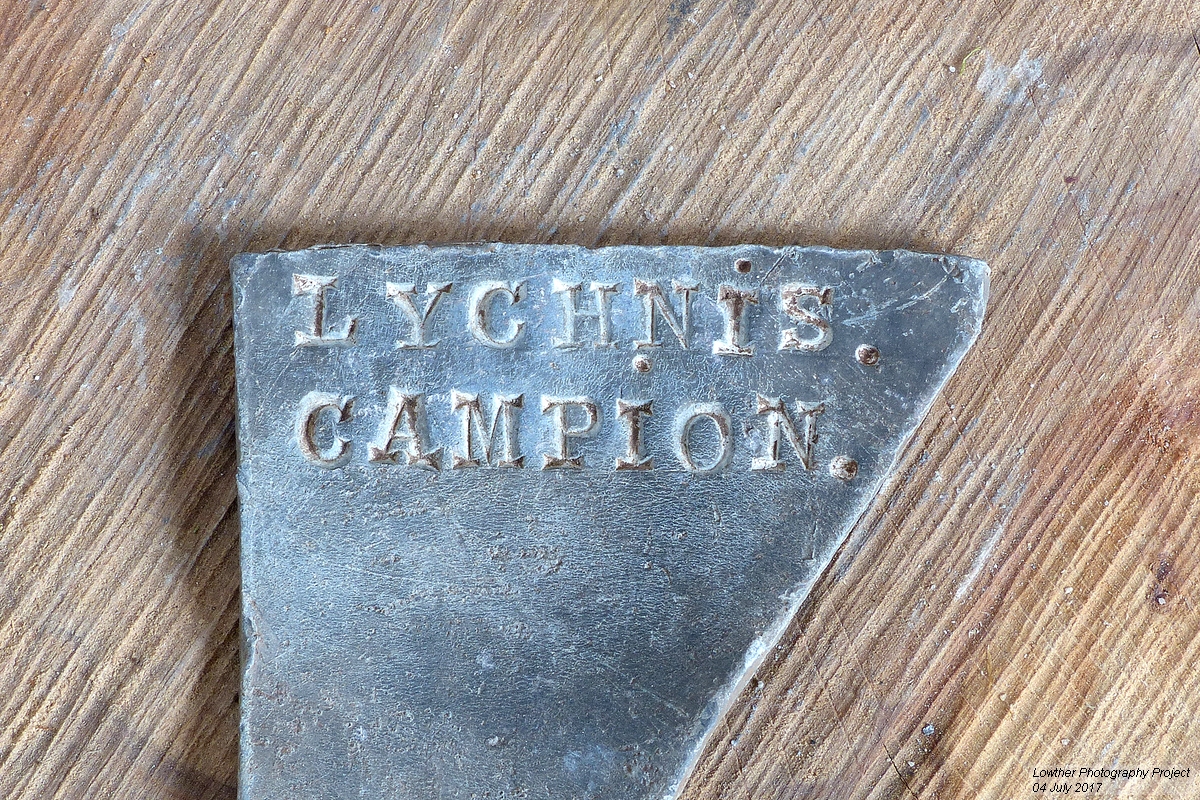 LYCHNIS.
CAMPION.
Lowther Photography Project
04 July 2017